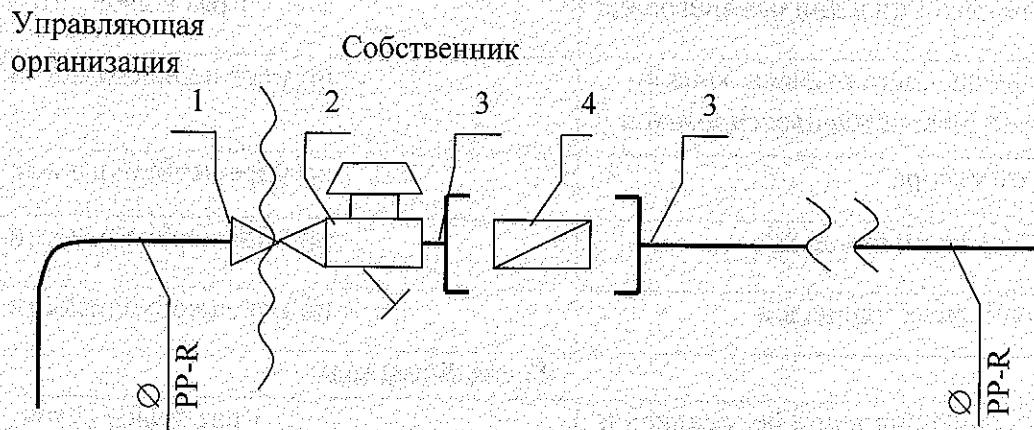 Управляющая
организация
Собственник
1 2 3 4 3
Ø PP-R
Ø PP-R